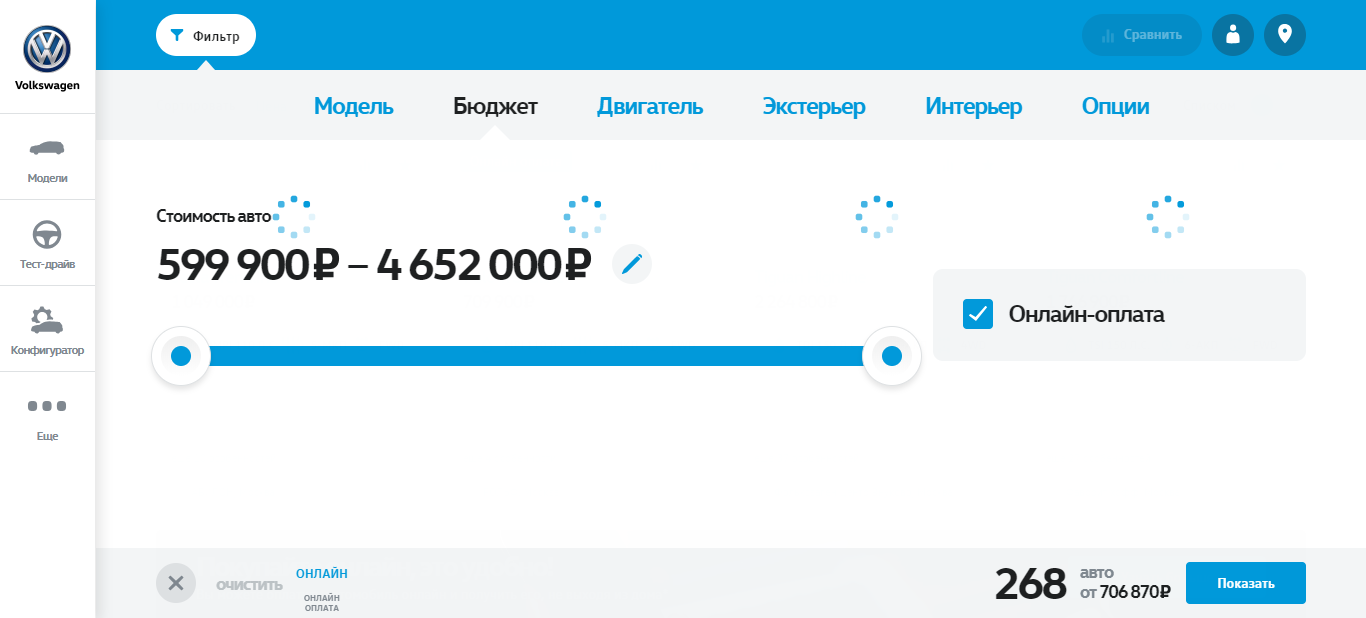 Фильтр
Сравнить
Volkswagen
Модель
Бюджет
Двигатель
Экстерьер
Интерьер
Опции
Модели
Тест-драйв
Конфигуратор
Еще
Стоимость авто
599 900 ₽ – 4 652 000 ₽
Онлайн-оплата
ОЧИСТИТЬ
ОНЛАЙН
ОНЛАЙН
ОПЛАТА
268
авто
от 706 870₽
Показать